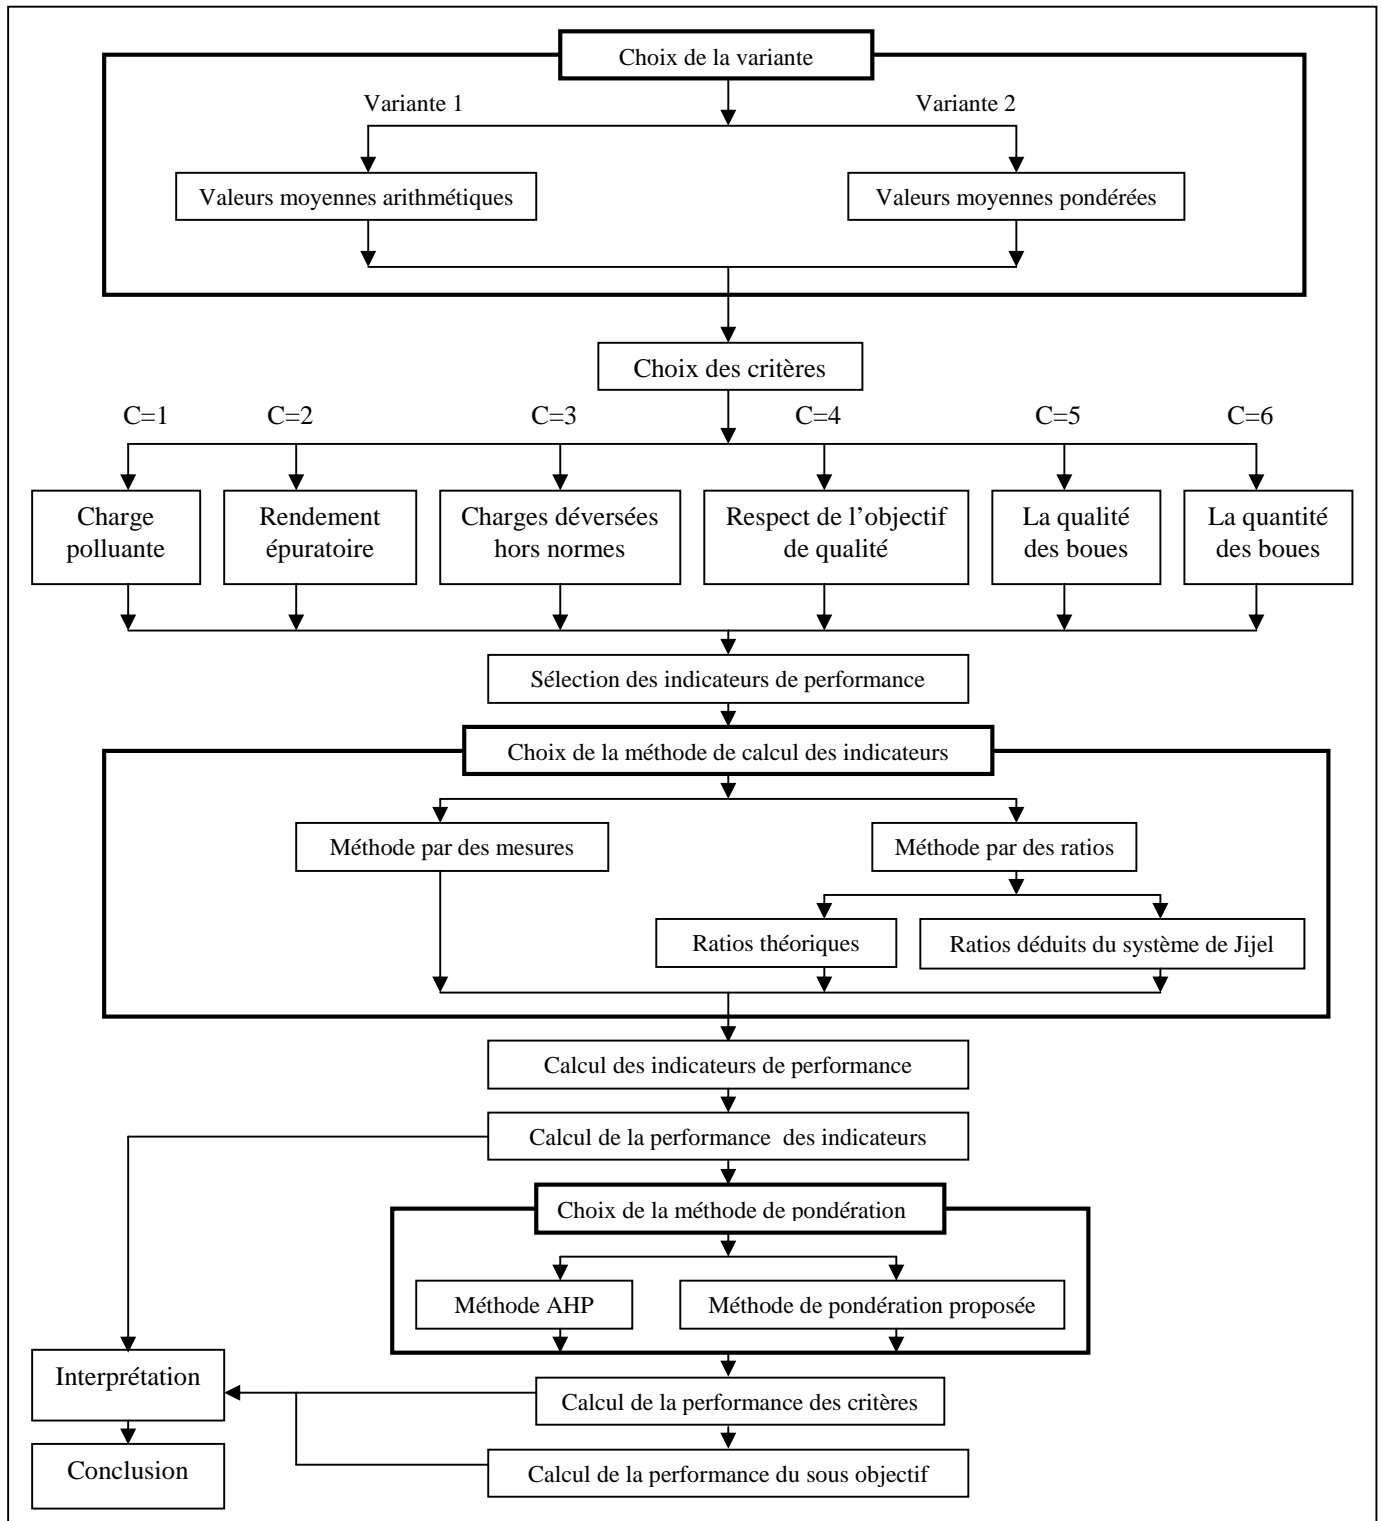 Choix de la variante
Variante 1
Variante 2
Valeurs moyennes arithmétiques
Valeurs moyennes pondérées
Choix des critères
C=1
C=2
C=3
C=4
C=5
C=6
Charge
polluante
Rendement
épuratoire
Charges déversées
hors normes
Respect de l’objectif
de qualité
La qualité
des boues
La quantité
des boues
Sélection des indicateurs de performance
Choix de la méthode de calcul des indicateurs
Méthode par des mesures
Méthode par des ratios
Ratios théoriques
Ratios déduits du système de Jijel
Calcul des indicateurs de performance
Calcul de la performance des indicateurs
Choix de la méthode de pondération
Méthode AHP
Méthode de pondération proposée
Interprétation
Calcul de la performance des critères
Conclusion
Calcul de la performance du sous objectif